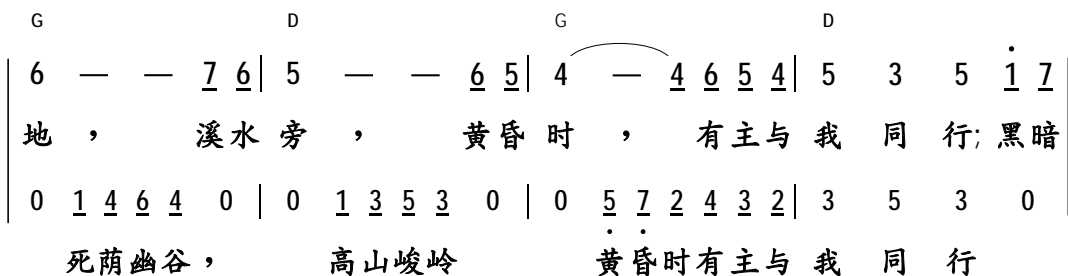 G D G D
6 — — 7 6 | 5 — — 6 5 | 4 — 4 6 5 4 | 5 3 5 1 7
地， 溪水 旁， 黄昏 时， 有主与 我 同 行; 黑暗
0 1 4 6 4 0 | 0 1 3 5 3 0 | 0 5 7 2 4 3 2 | 3 5 3 0
死荫幽谷， 高山峻岭 黄昏时有主与 我 同 行